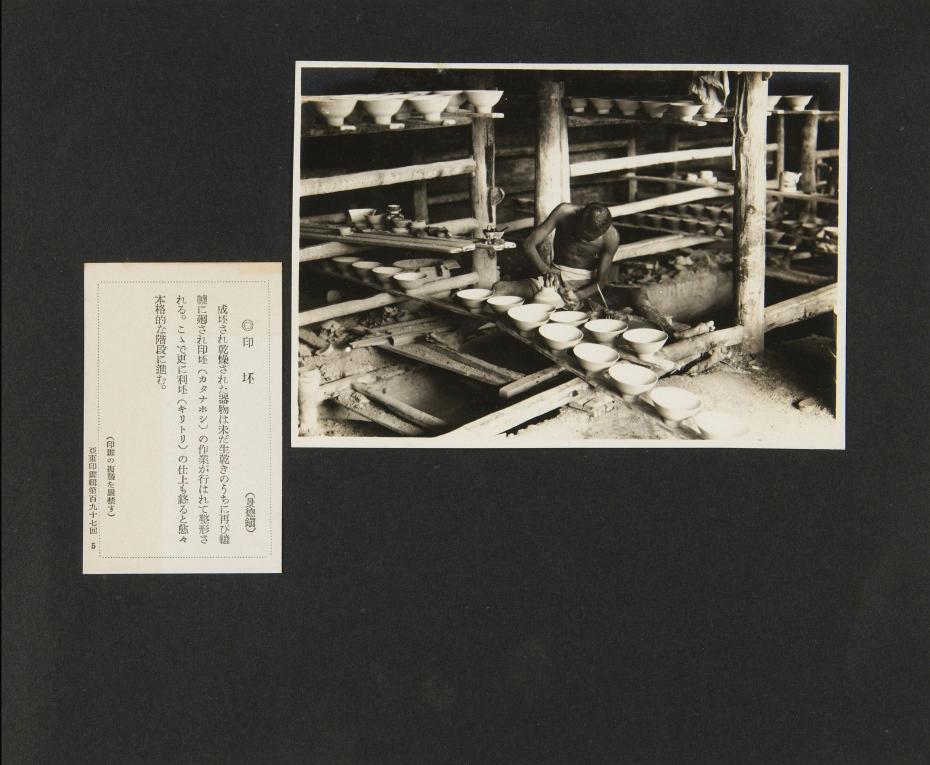 ◎印坯
(景德鎭)
成坯され乾燥された器物は未だ生乾きのうちに再び轆
轤に廻され印坯(カタナホシ)の作業が行はれて整形さ
れる。こゝで更に利坯(キリトリ)の仕上も終ると愈々
本格的な階段に進む。
(印畫の複製を嚴禁す)
亞東印畫輯第百九十七回 5